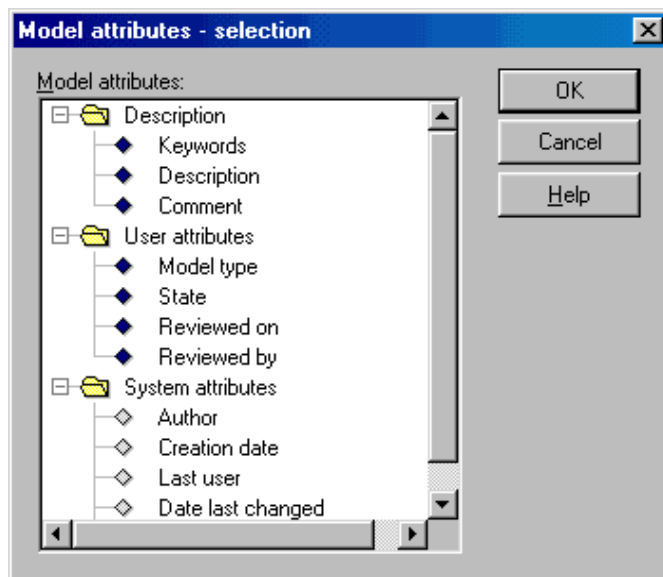 Model attributes - selection
Model attributes:
Description
Keywords
Description
Comment
User attributes
Model type
State
Reviewed on
Reviewed by
System attributes
Author
Creation date
Last user
Date last changed
OK
Cancel
Help